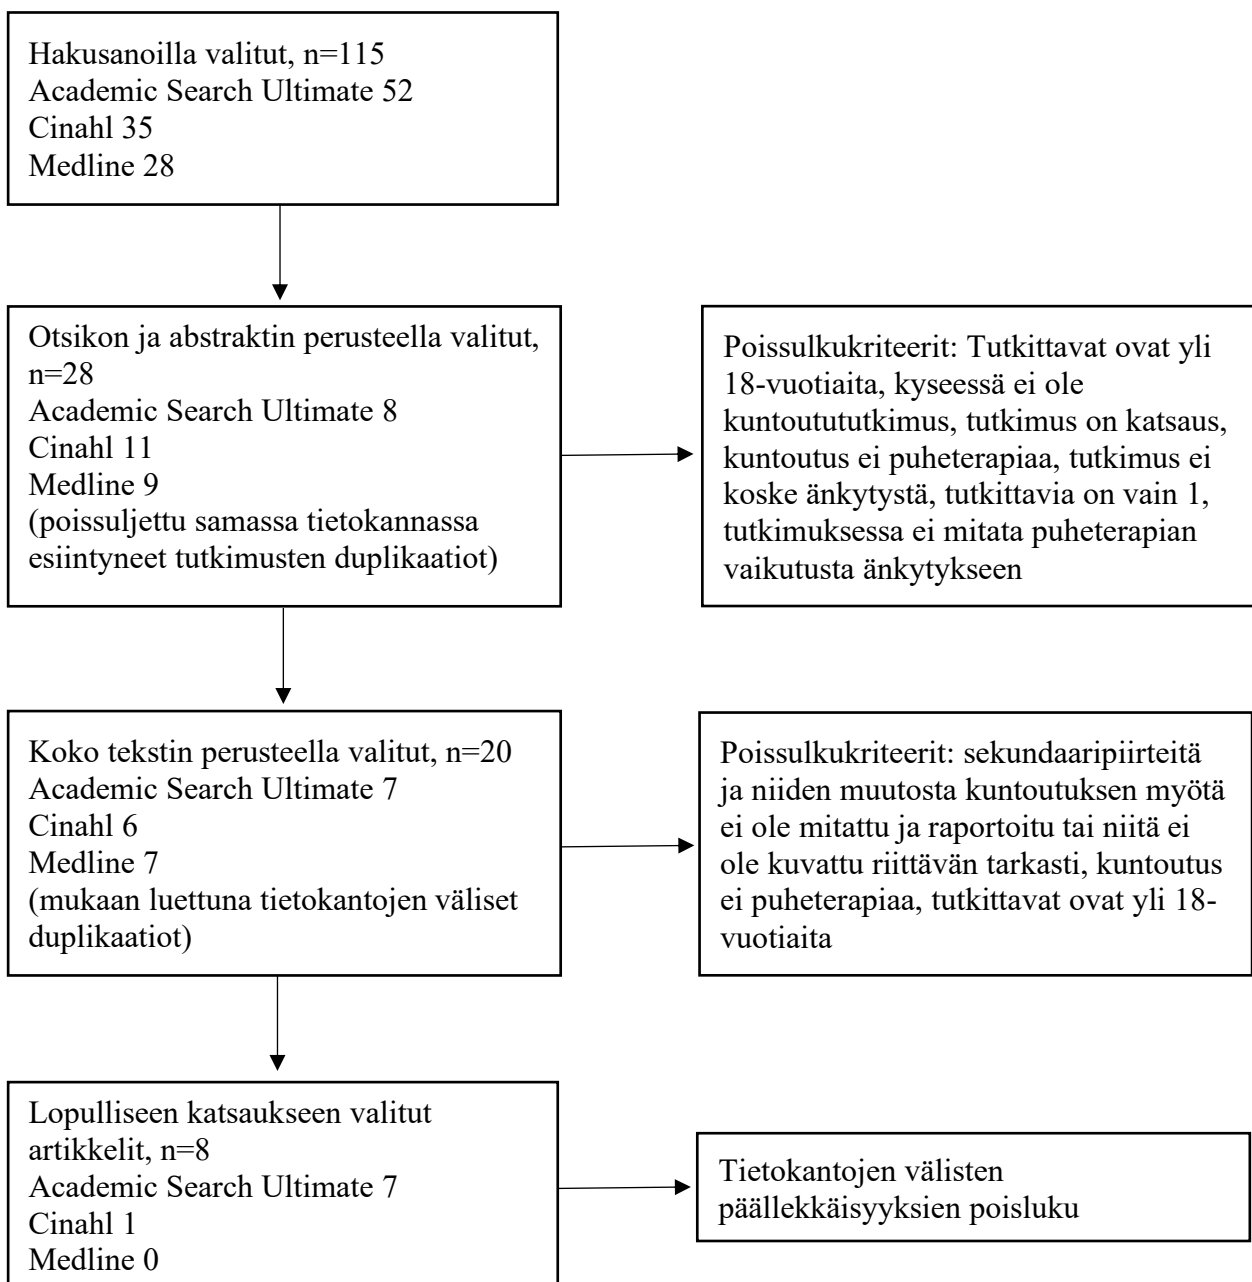 Hakusanoilla valitut, n=115
Academic Search Ultimate 52
Cinahl 35
Medline 28
Otsikon ja abstraktin perusteella valitut,
n=28
Academic Search Ultimate 8
Cinahl 11
Medline 9
(poissuljettu samassa tietokannassa
esiintyneet tutkimusten duplikaatiot)
Poissulkukriteerit: Tutkittavat ovat yli
18-vuotiaita, kyseessä ei ole
kuntoutututkimus, tutkimus on katsaus,
kuntoutus ei puheterapiaa, tutkimus ei
koske änkytystä, tutkittavia on vain 1,
tutkimuksessa ei mitata puheterapian
vaikutusta änkytykseen
Koko tekstin perusteella valitut, n=20
Academic Search Ultimate 7
Cinahl 6
Medline 7
(mukaan luettuna tietokantojen väliset
duplikaatiot)
Poissulkukriteerit: sekundaaripiirteitä
ja niiden muutosta kuntoutuksen myötä
ei ole mitattu ja raportoitu tai niitä ei
ole kuvattu riittävän tarkasti, kuntoutus
ei puheterapiaa, tutkittavat ovat yli 18-
vuotiaita
Lopulliseen katsaukseen valitut
artikkelit, n=8
Academic Search Ultimate 7
Cinahl 1
Medline 0
Tietokantojen välisten
päällekkäisyyksien poisluku